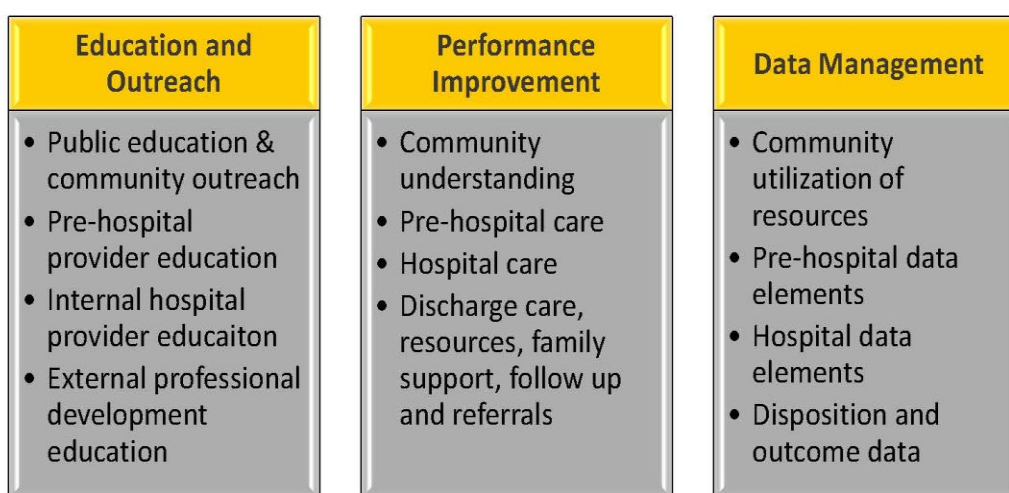 Education and
Outreach
• Public education &
community outreach
• Pre-hospital
provider education
• Internal hospital
provider educaiton
• External professional
development
education
Performance
Improvement
• Community
understanding
• Pre-hospital care
• Hospital care
• Discharge care,
resources, family
support, follow up
and referrals
Data Management
• Community
utilization of
resources
• Pre-hospital data
elements
• Hospital data
elements
• Disposition and
outcome data